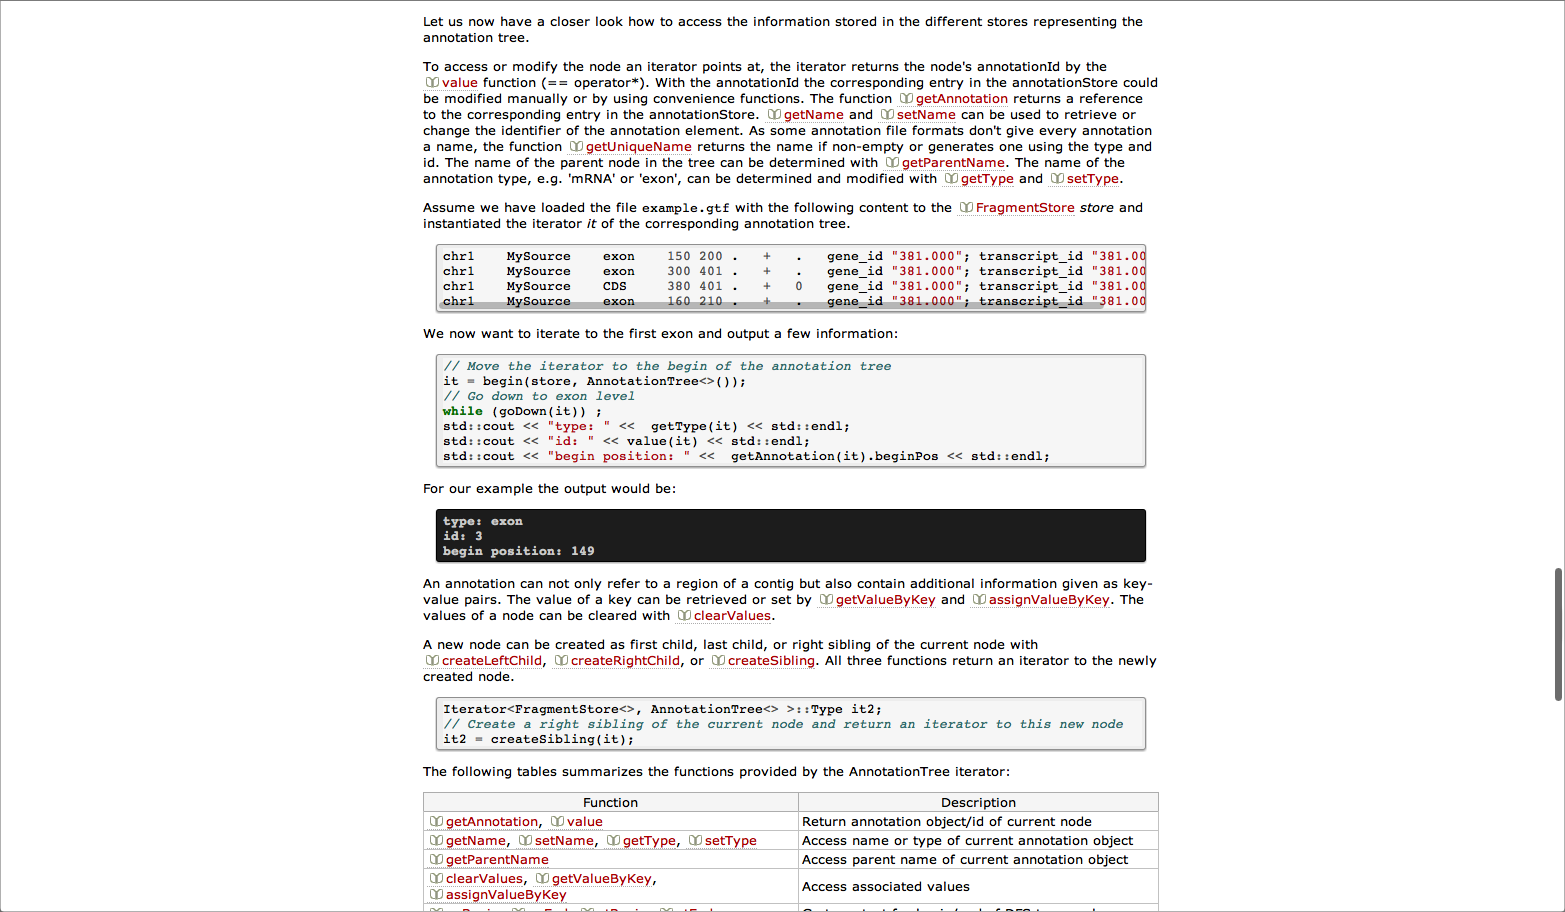 Let us now have a closer look how to access the information stored in the different stores representing the
annotation tree.
To access or modify the node an iterator points at, the iterator returns the node's annotationId by the
value function (== operator*). With the annotationId the corresponding entry in the annotationStore could
be modified manually or by using convenience functions. The function getAnnotation returns a reference
to the corresponding entry in the annotationStore. getName and setName can be used to retrieve or
change the identifier of the annotation element. As some annotation file formats don't give every annotation
a name, the function getUniqueName returns the name if non-empty or generates one using the type and
id. The name of the parent node in the tree can be determined with getParentName. The name of the
annotation type, e.g. 'mRNA' or 'exon', can be determined and modified with getType and setType.
Assume we have loaded the file example.gtf with the following content to the FragmentStore store and
instantiated the iterator it of the corresponding annotation tree.
chr1 MySource exon 150 200 . + . gene_id "381.000"; transcript_id "381.00
chr1 MySource exon 300 401 . + . gene_id "381.000"; transcript_id "381.00
chr1 MySource CDS 380 401 . + 0 gene_id "381.000"; transcript_id "381.00
chr1 MySource exon 160 210 . + . gene_id "381.000"; transcript_id "381.00
We now want to iterate to the first exon and output a few information:
// Move the iterator to the begin of the annotation tree
it = begin(store, AnnotationTree<>());
// Go down to exon level
while (goDown(it)) ;
std::cout << "type: " <<  getType(it) << std::endl;
std::cout << "id: " << value(it) << std::endl;
std::cout << "begin position: " <<  getAnnotation(it).beginPos << std::endl;
For our example the output would be:
type: exon
id: 3
begin position: 149
An annotation can not only refer to a region of a contig but also contain additional information given as key-
value pairs. The value of a key can be retrieved or set by getValueByKey and assignValueByKey. The
values of a node can be cleared with clearValues.
A new node can be created as first child, last child, or right sibling of the current node with
createLeftChild, createRightChild, or createSibling. All three functions return an iterator to the newly
created node.
Iterator<FragmentStore<>, AnnotationTree<> >::Type it2;
// Create a right sibling of the current node and return an iterator to this new node
it2 = createSibling(it);
The following tables summarizes the functions provided by the AnnotationTree iterator:
Function Description
getAnnotation, value Return annotation object/id of current node
getName, setName, getType, setType Access name or type of current annotation object
getParentName Access parent name of current annotation object
clearValues, getValueByKey,
assignValueByKey Access associated values